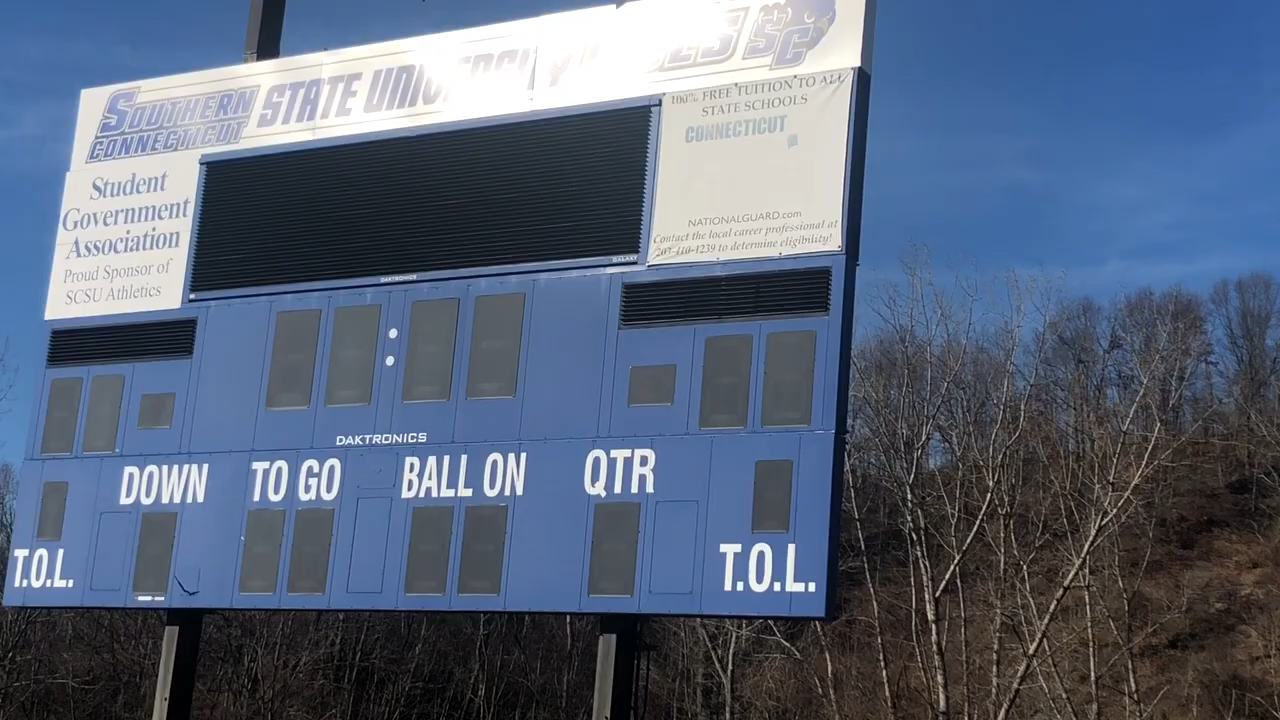 SOUTHERN
CONNECTICUT
STATE UNIVERSITY
SC
Student
Government
Association
Proud Sponsor of
SCSU Athletics
100% FREE TUITION TO ALL
STATE SCHOOLS
CONNECTICUT
NATIONALGUARD.com
Contact the local career professional at
203-410-1239 to determine eligibility!
DAKTRONICS
GALAXY
DAKTRONICS
DOWN TO GO BALL ON QTR
T.O.L. T.O.L.